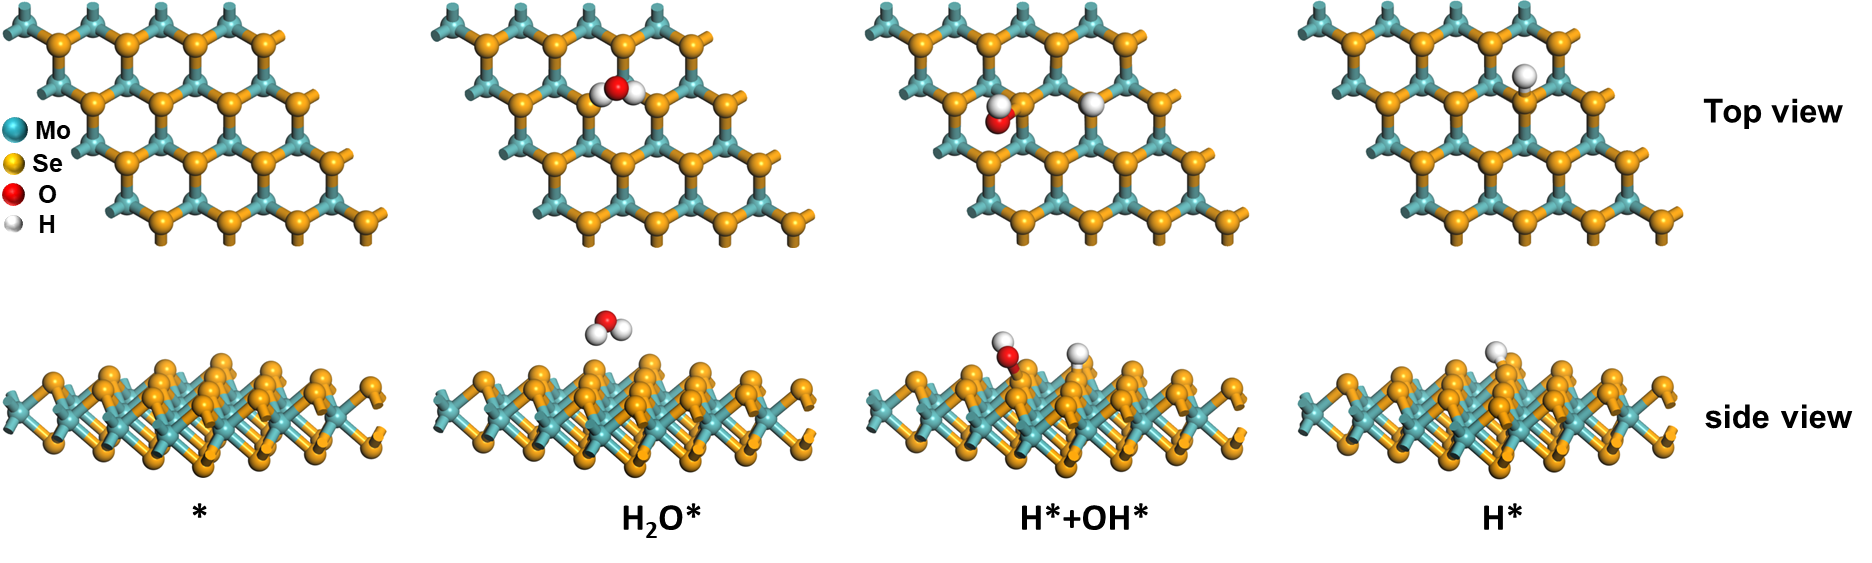 Top view
Mo
Se
O
H
side view
*
H₂O*
H*+OH*
H*